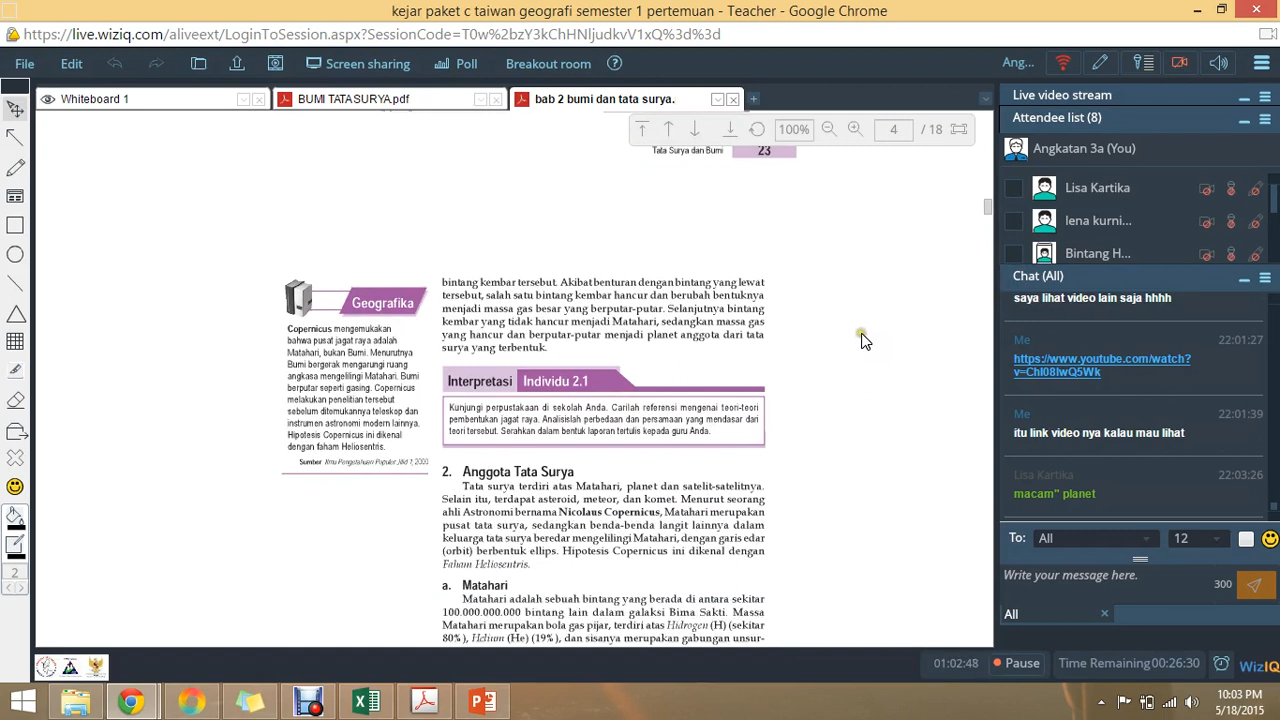 kejar paket c taiwan geografi semester 1 pertemuan - Teacher - Google Chrome
https://live.wiziq.com/aliveext/LoginToSession.aspx?SessionCode=T0w%2bzY3kChHNljudkvV1xQ%3d%3d
File Edit Screen sharing Poll Breakout room Ang...
Whiteboard 1 BUMI TATASURYA.pdf bab 2 bumi dan tata surya.
100% 4 / 18
Tata Surya dan Bumi 23
bintang kembar tersebut. Akibat benturan dengan bintang yang lewat
tersebut, salah satu bintang kembar hancur dan berubah bentuknya
menjadi massa gas besar yang berputar-putar. Selanjutnya bintang
kembar yang tidak hancur menjadi Matahari, sedangkan massa gas
yang hancur dan berputar-putar menjadi planet anggota dari tata
surya yang terbentuk.
Geografika
Copernicus mengemukakan
bahwa pusat jagat raya adalah
Matahari, bukan Bumi. Menurutnya
Bumi bergerak mengarungi ruang
angkasa mengelilingi Matahari. Bumi
berputar seperti gasing. Copernicus
melakukan penelitian tersebut
sebelum ditemukannya teleskop dan
instrumen astronomi modern lainnya.
Hipotesis Copernicus ini dikenal
dengan faham Heliosentris.
Sumber: Ilmu Pengetahuan Populer Jilid 1, 2000
Interpretasi Individu 2.1
Kunjungi perpustakaan di sekolah Anda. Carilah referensi mengenai teori-teori
pembentukan jagat raya. Analisislah perbedaan dan persamaan yang mendasar dari
teori tersebut. Serahkan dalam bentuk laporan tertulis kepada guru Anda.
2. Anggota Tata Surya
Tata surya terdiri atas Matahari, planet dan satelit-satelitnya.
Selain itu, terdapat asteroid, meteor, dan komet. Menurut seorang
ahli Astronomi bernama Nicolaus Copernicus, Matahari merupakan
pusat tata surya, sedangkan benda-benda langit lainnya dalam
keluarga tata surya beredar mengelilingi Matahari, dengan garis edar
(orbit) berbentuk ellips. Hipotesis Copernicus ini dikenal dengan
Faham Heliosentris.
a. Matahari
Matahari adalah sebuah bintang yang berada di antara sekitar
100.000.000.000 bintang lain dalam galaksi Bima Sakti. Massa
Matahari merupakan bola gas pijar, terdiri atas Hidrogen (H) (sekitar
80%), Helium (He) (19%), dan sisanya merupakan gabungan unsur-
Live video stream
Attendee list (8)
Angkatan 3a (You)
Lisa Kartika
lena kurni...
Bintang H...
Chat (All)
saya lihat video lain saja hhhh
Me 22:01:27
https://www.youtube.com/watch?
v=ChI08IwQ5Wk
Me 22:01:39
itu link video nya kalau mau lihat
Lisa Kartika 22:03:26
macam" planet
To: All 12
Write your message here. 300
All
2
01:02:48 Pause Time Remaining 00:26:30 WizIQ
10:03 PM
5/18/2015